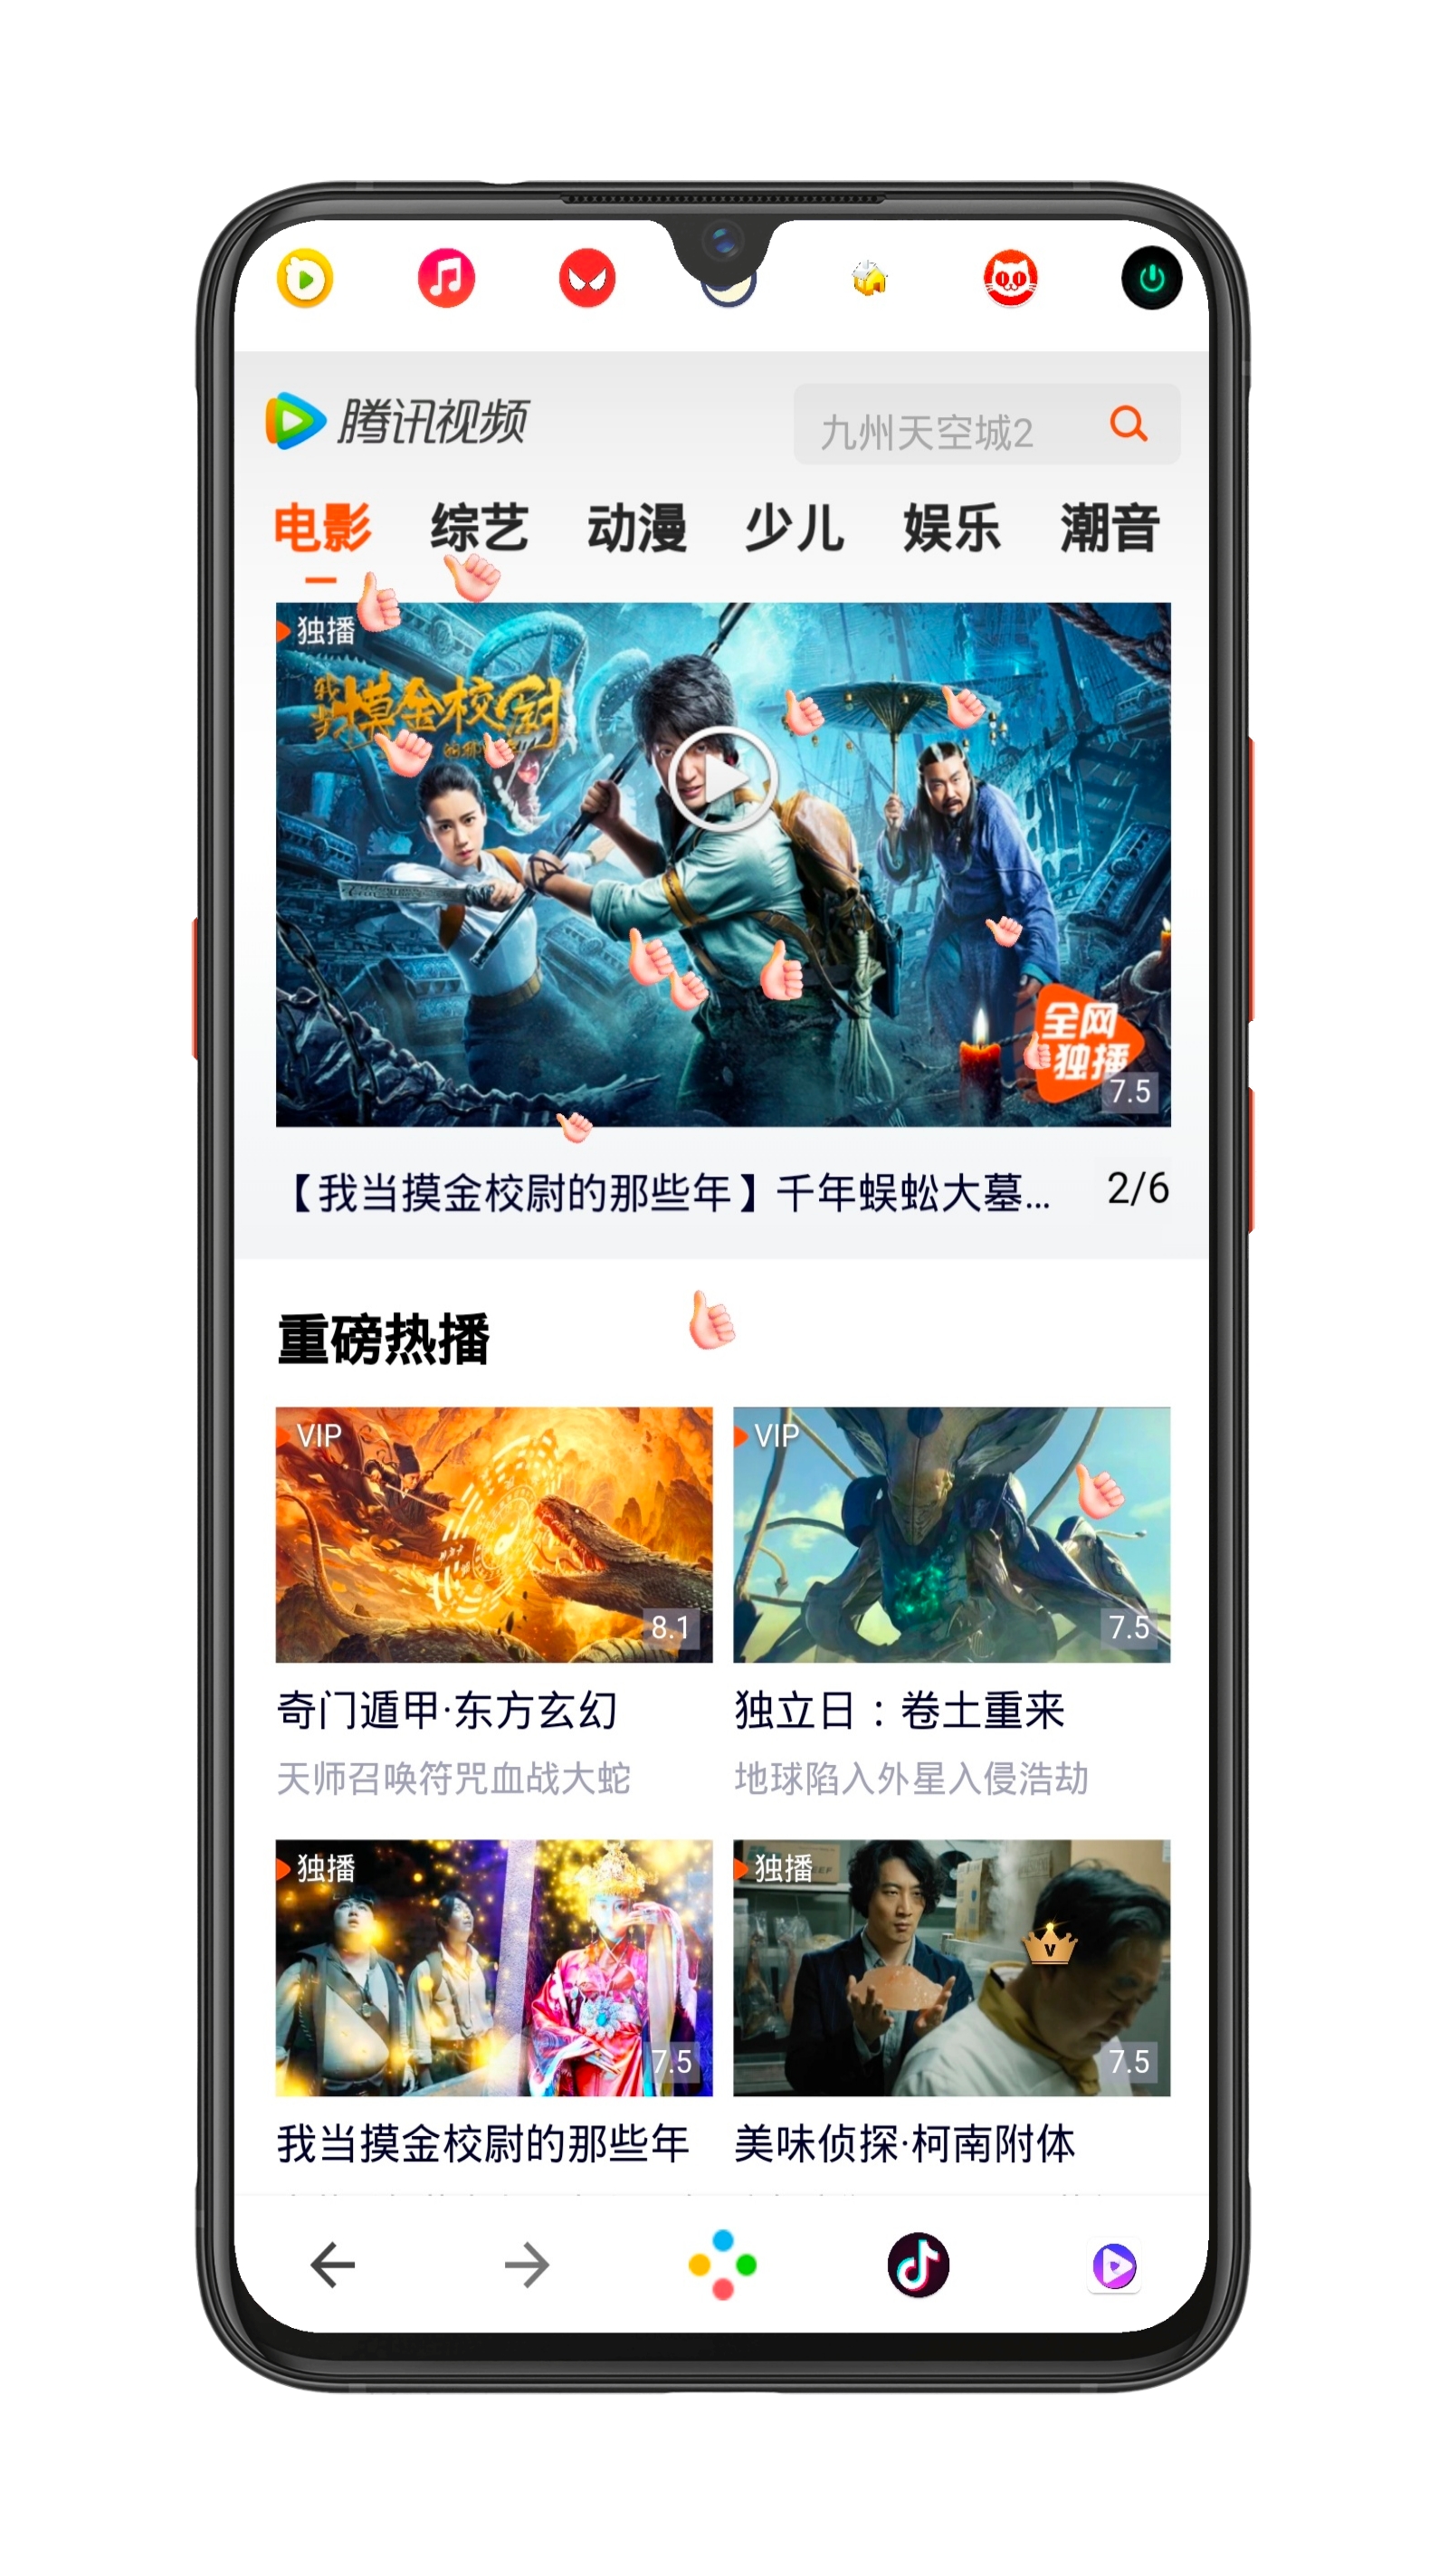 腾讯视频
九州天空城2
电影 综艺 动漫 少儿 娱乐 潮音
独播
摸金校尉
全网
独播
7.5
【我当摸金校尉的那些年】千年蜈蚣大墓... 2/6
重磅热播
VIP
8.1
VIP
7.5
奇门遁甲·东方玄幻
独立日：卷土重来
天师召唤符咒血战大蛇
地球陷入外星入侵浩劫
独播
7.5
独播
V
7.5
我当摸金校尉的那些年
美味侦探·柯南附体